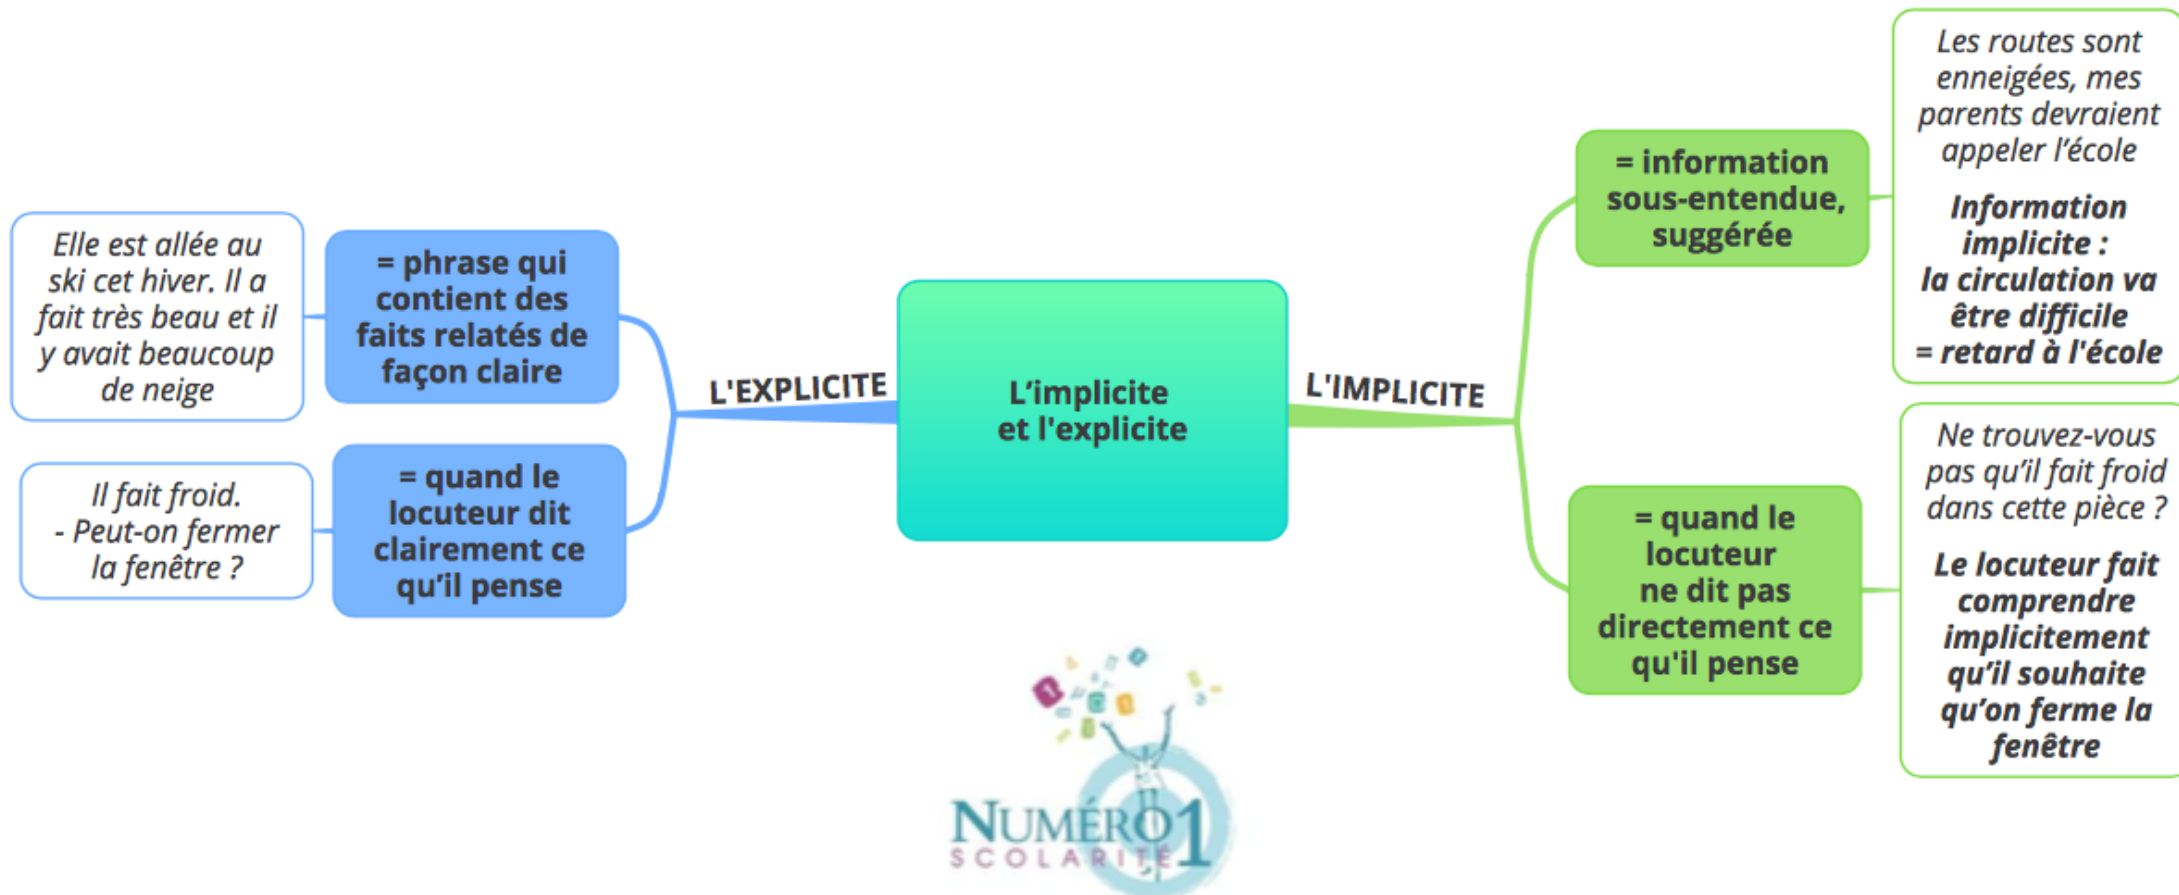 L'implicite
et l'explicite
L'EXPLICITE
= phrase qui
contient des
faits relatés de
façon claire
Elle est allée au
ski cet hiver. Il a
fait très beau et il
y avait beaucoup
de neige
= quand le
locuteur dit
clairement ce
qu'il pense
Il fait froid.
- Peut-on fermer
la fenêtre ?
L'IMPLICITE
= information
sous-entendue,
suggérée
Les routes sont
enneigées, mes
parents devraient
appeler l'école
Information
implicite :
la circulation va
être difficile
= retard à l'école
= quand le
locuteur
ne dit pas
directement ce
qu'il pense
Ne trouvez-vous
pas qu'il fait froid
dans cette pièce ?
Le locuteur fait
comprendre
implicitement
qu'il souhaite
qu'on ferme la
fenêtre
NUMÉRO1
SCOLARITÉ